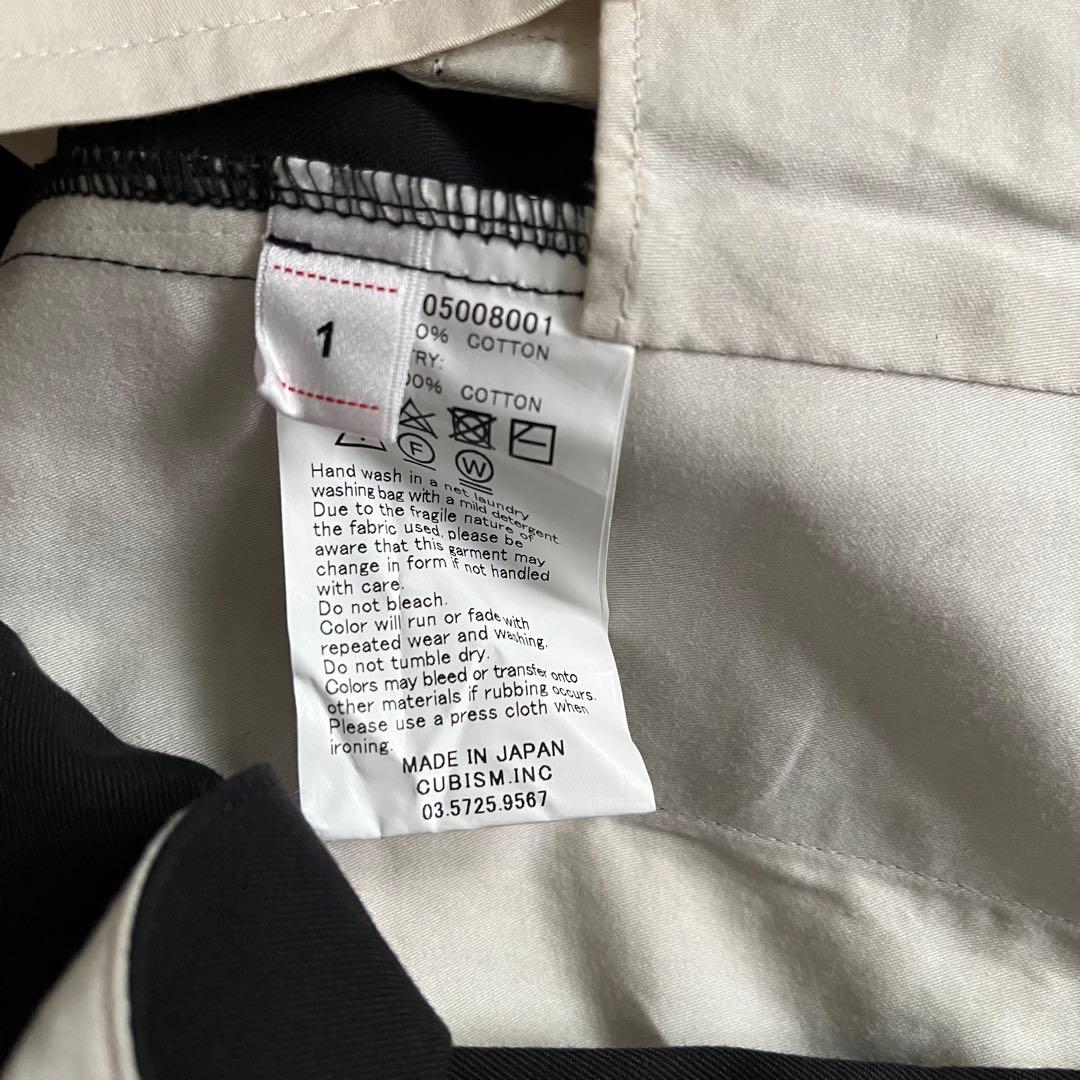 1
05008001
0% COTTON
TRY:
00% COTTON
F
W
Hand wash in a net laundry
washing bag with a mild detergent.
Due to the fragile nature of
the fabric used, please be
aware that this garment may
change in form if not handled
with care.
Do not bleach.
Color will run or fade with
repeated wear and washing.
Do not tumble dry.
Colors may bleed or transfer onto
other materials if rubbing occurs.
Please use a press cloth when
ironing.
MADE IN JAPAN
CUBISM.INC
03.5725.9567